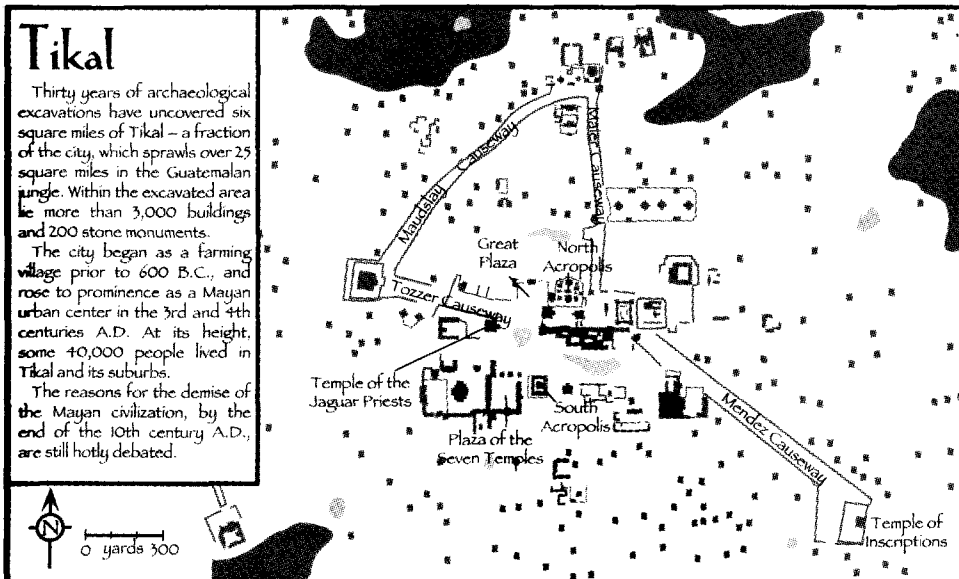 Tikal
Thirty years of archaeological
excavations have uncovered six
square miles of Tikal – a fraction
of the city, which sprawls over 25
square miles in the Guatemalan
jungle. Within the excavated area
lie more than 3,000 buildings
and 200 stone monuments.
The city began as a farming
village prior to 600 B.C., and
rose to prominence as a Mayan
urban center in the 3rd and 4th
centuries A.D. At its height,
some 40,000 people lived in
Tikal and its suburbs.
The reasons for the demise of
the Mayan civilization, by the
end of the 10th century A.D.,
are still hotly debated.
Maudslay Causeway
Maler Causeway
Great
Plaza
North
Acropolis
Tozzer Causeway
Temple of the
Jaguar Priests
Plaza of the
Seven Temples
South
Acropolis
Mendez Causeway
Temple of
Inscriptions
N
0 yards 300